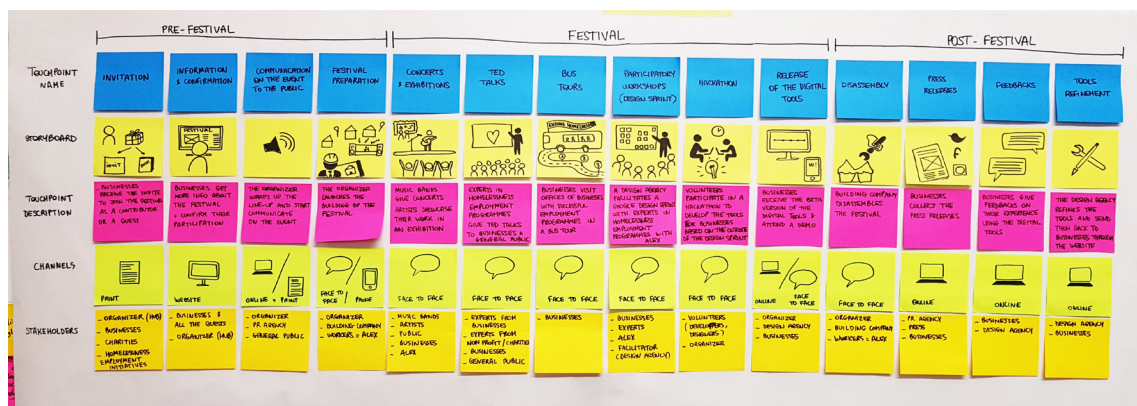 PRE-FESTIVAL
FESTIVAL
POST-FESTIVAL
TOUCHPOINT
NAME
INVITATION
INFORMATION
& CONFIRMATION
COMMUNICATION
ON THE EVENT
TO THE PUBLIC
FESTIVAL
PREPARATION
CONCERTS
& EXHIBITIONS
TED
TALKS
BUS
TOURS
PARTICIPATORY
WORKSHOPS
(DESIGN SPRINT)
HACKATHON
RELEASE
OF THE DIGITAL
TOOLS
DISASSEMBLY
PRESS
RELEASES
FEEDBACKS
TOOLS
REFINEMENT
STORYBOARD
FESTIVAL
TOUCHPOINT
DESCRIPTION
- BUSINESSES
RECEIVE THE INVITE
TO JOIN THE FESTIVAL
AS A CONTRIBUTOR
OR A GUEST
BUSINESSES GET
MORE INFO ABOUT
THE FESTIVAL
+ CONFIRM THEIR
PARTICIPATION
THE ORGANIZER
WRAPS UP THE
LINE-UP AND START
COMMUNICATE
ON THE EVENT
THE ORGANIZER
LAUNCHES THE
BUILDING OF THE
FESTIVAL
MUSIC BANDS
GIVE CONCERTS
ARTISTS SHOWCASE
THEIR WORK IN
AN EXHIBITION
EXPERTS IN
HOMELESSNESS
EMPLOYMENT
PROGRAMMES
GIVE TED TALKS
TO BUSINESSES &
GENERAL PUBLIC
BUSINESSES VISIT
OFFICES OF BUSINESSES
WITH SUCCESSFUL
EMPLOYMENT
PROGRAMMES IN
A BUS TOUR
A DESIGN AGENCY
FACILITATES A
GOOGLE DESIGN SPRINT
WITH EXPERTS IN
HOMELESSNESS
EMPLOYMENT
PROGRAMMES WITH
ALEX
VOLUNTEERS
PARTICIPATE IN A
HACATION TO
DEVELOP THE TOOLS
FOR BUSINESSES
BASED ON THE OUTCOME
OF THE DESIGN SPRINT
BUSINESSES
RECEIVE THE BETA
VERSION OF THE
DIGITAL TOOLS &
ATTEND A DEMO
BUILDING COMPANY
DISASSEMBLES
THE FESTIVAL
BUSINESSES
COLLECT THE
PRESS RELEASES
BUSINESSES GIVE
FEEDBACKS ON
THEIR EXPERIENCE
USING THE DIGITAL
TOOLS
THE DESIGN AGENCY
REFINES THE
TOOLS AND SEND
THEM BACK TO
BUSINESSES THROUGH
THE WEBSITE
CHANNELS
PRINT
WEBSITE
ONLINE + PRINT
FACE
TO FACE / PHONE
FACE TO FACE
FACE TO FACE
FACE TO FACE
FACE TO FACE
FACE TO FACE
ONLINE / FACE
TO FACE
FACE TO FACE
ONLINE
ONLINE
ONLINE
STAKEHOLDERS
- ORGANIZER (HUB)
- BUSINESSES
- CHARITIES
- HOMELESSNESS
EMPLOYMENT
INITIATIVES
- BUSINESSES &
ALL THE GUESTS
- ORGANIZER (HUB)
- ORGANIZER
- PR AGENCY
- GENERAL PUBLIC
- ORGANIZER
- BUILDING COMPANY
- WORKERS = ALEX
- MUSIC BANDS
- ARTISTS
- PUBLIC
- BUSINESSES
- ALEX
- EXPERTS FROM
BUSINESSES
- EXPERTS FROM
NON PROFIT / CHARITIES
- BUSINESSES
- GENERAL PUBLIC
- BUSINESSES
- BUSINESSES
- EXPERTS
- ALEX
- FACILITATOR
(DESIGN AGENCY)
- VOLUNTEERS
(DEVELOPPERS,
DESIGNERS)
- ORGANIZER
- ORGANIZER
- DESIGN AGENCY
- BUSINESSES
- ORGANIZER
- BUILDING COMPANY
- WORKERS = ALEX
- PR AGENCY
- PRESS
- BUSINESSES
- BUSINESSES
- DESIGN AGENCY
- DESIGN AGENCY
- BUSINESSES